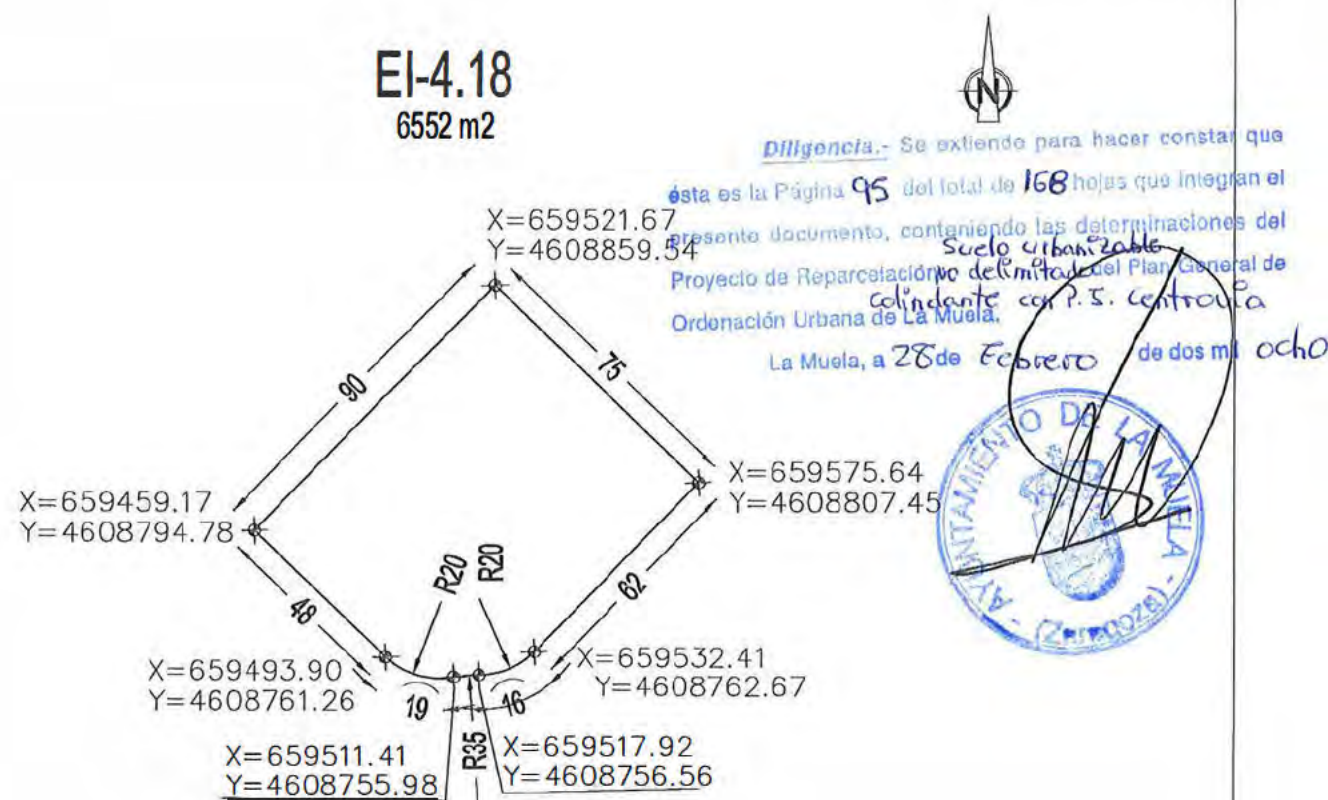 EI-4.18
6552 m2
N
Diligencia.- Se extiende para hacer constar que
ésta es la Página 95 del total de 168 hojas que integran el
presente documento, conteniendo las determinaciones del
Suelo urbanizable
Proyecto de Reparcelación no delimitado del Plan General de
colindante con P.I. Centrovía
Ordenación Urbana de La Muela.
La Muela, a 28 de Febrero de dos mil ocho
AYUNTAMIENTO DE LA MUELA - (Zaragoza) -
X=659521.67
Y=4608859.54
90
75
X=659459.17
Y=4608794.78
X=659575.64
Y=4608807.45
48
R20
R20
62
X=659493.90
Y=4608761.26
19
16
X=659532.41
Y=4608762.67
R35
X=659511.41
Y=4608755.98
X=659517.92
Y=4608756.56